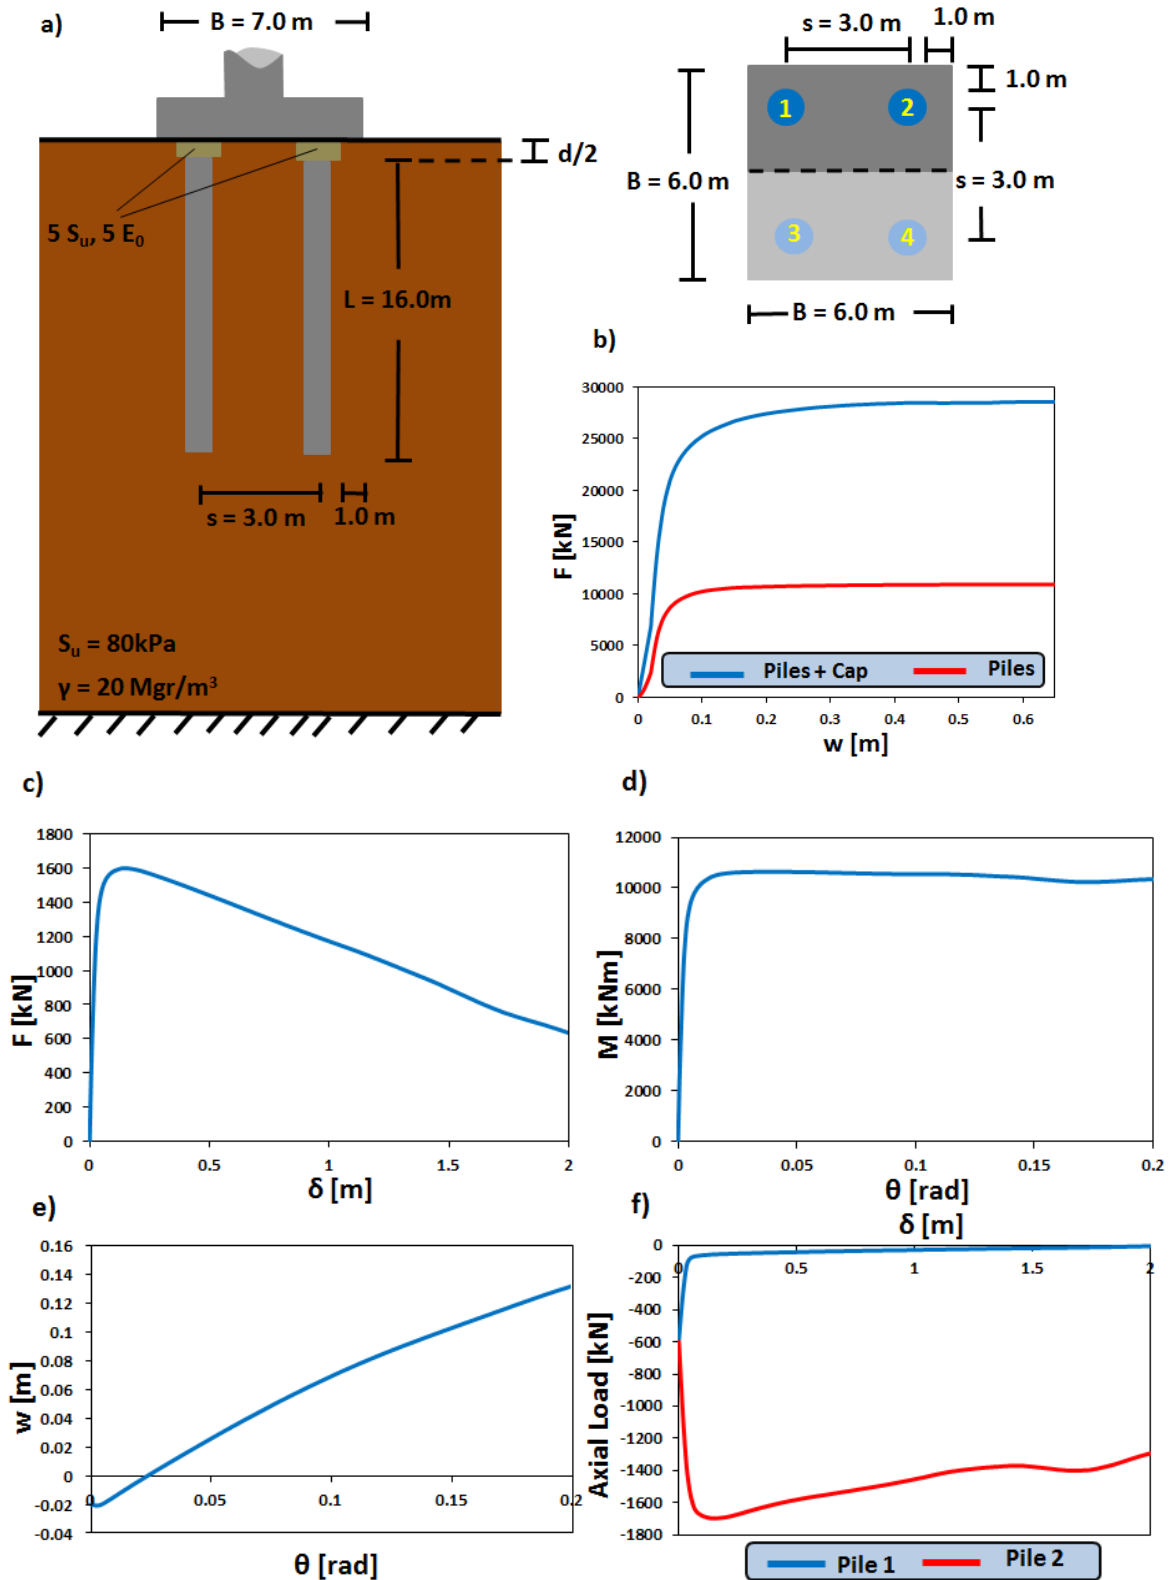 a)
B = 7.0 m
d/2
5 Sᵤ, 5 E₀
L = 16.0m
s = 3.0 m
1.0 m
Sᵤ = 80kPa
γ = 20 Mgr/m³
s = 3.0 m
1.0 m
1.0 m
1
2
B = 6.0 m
s = 3.0 m
3
4
B = 6.0 m
b)
30000
25000
20000
15000
10000
5000
0
F [kN]
Piles + Cap
Piles
0
0.1
0.2
0.3
0.4
0.5
0.6
w [m]
c)
1800
1600
1400
1200
1000
800
600
400
200
0
F [kN]
0
0.5
1
1.5
2
δ [m]
d)
12000
10000
8000
6000
4000
2000
0
M [kNm]
0
0.05
0.1
0.15
0.2
θ [rad]
e)
0.16
0.14
0.12
0.1
0.08
0.06
0.04
0.02
0
-0.02
-0.04
w [m]
0
0.05
0.1
0.15
0.2
θ [rad]
f)
δ [m]
0
-200
-400
-600
-800
-1000
-1200
-1400
-1600
-1800
Axial Load [kN]
0
0.5
1
1.5
2
Pile 1
Pile 2